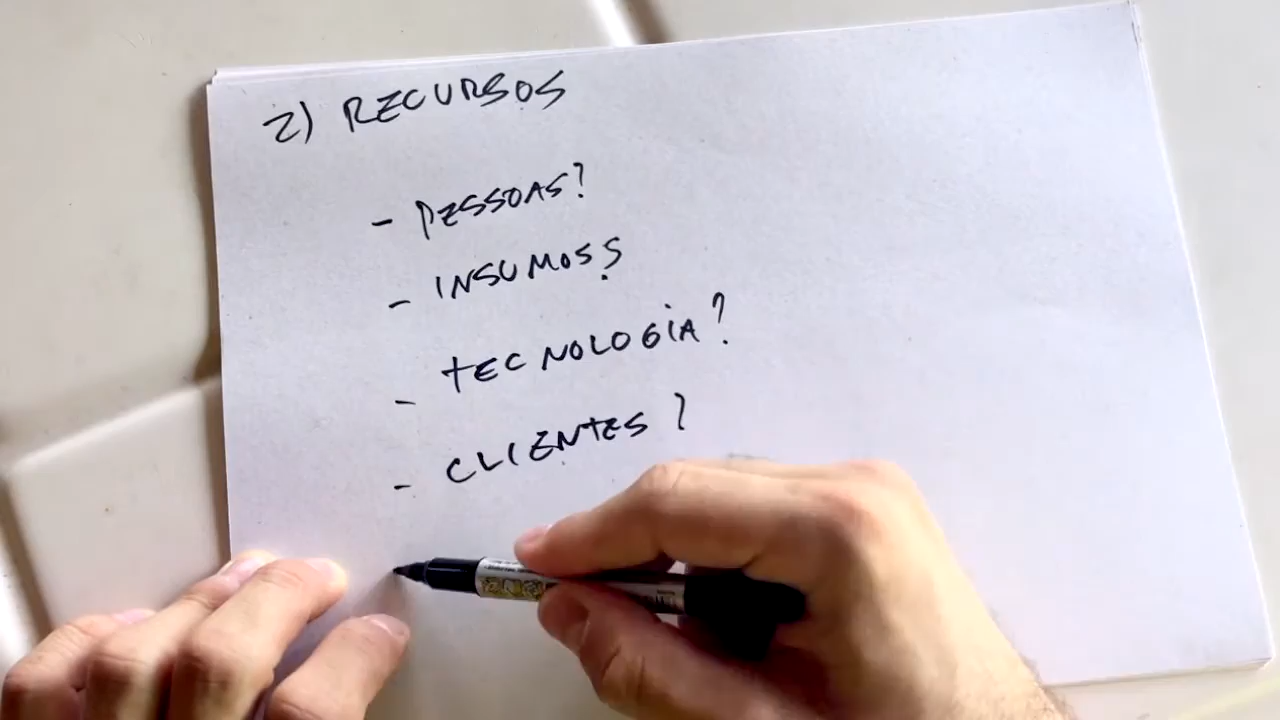 2) RECURSOS
- PESSOAS?
- INSUMOS?
- TECNOLOGIA?
- CLIENTES?